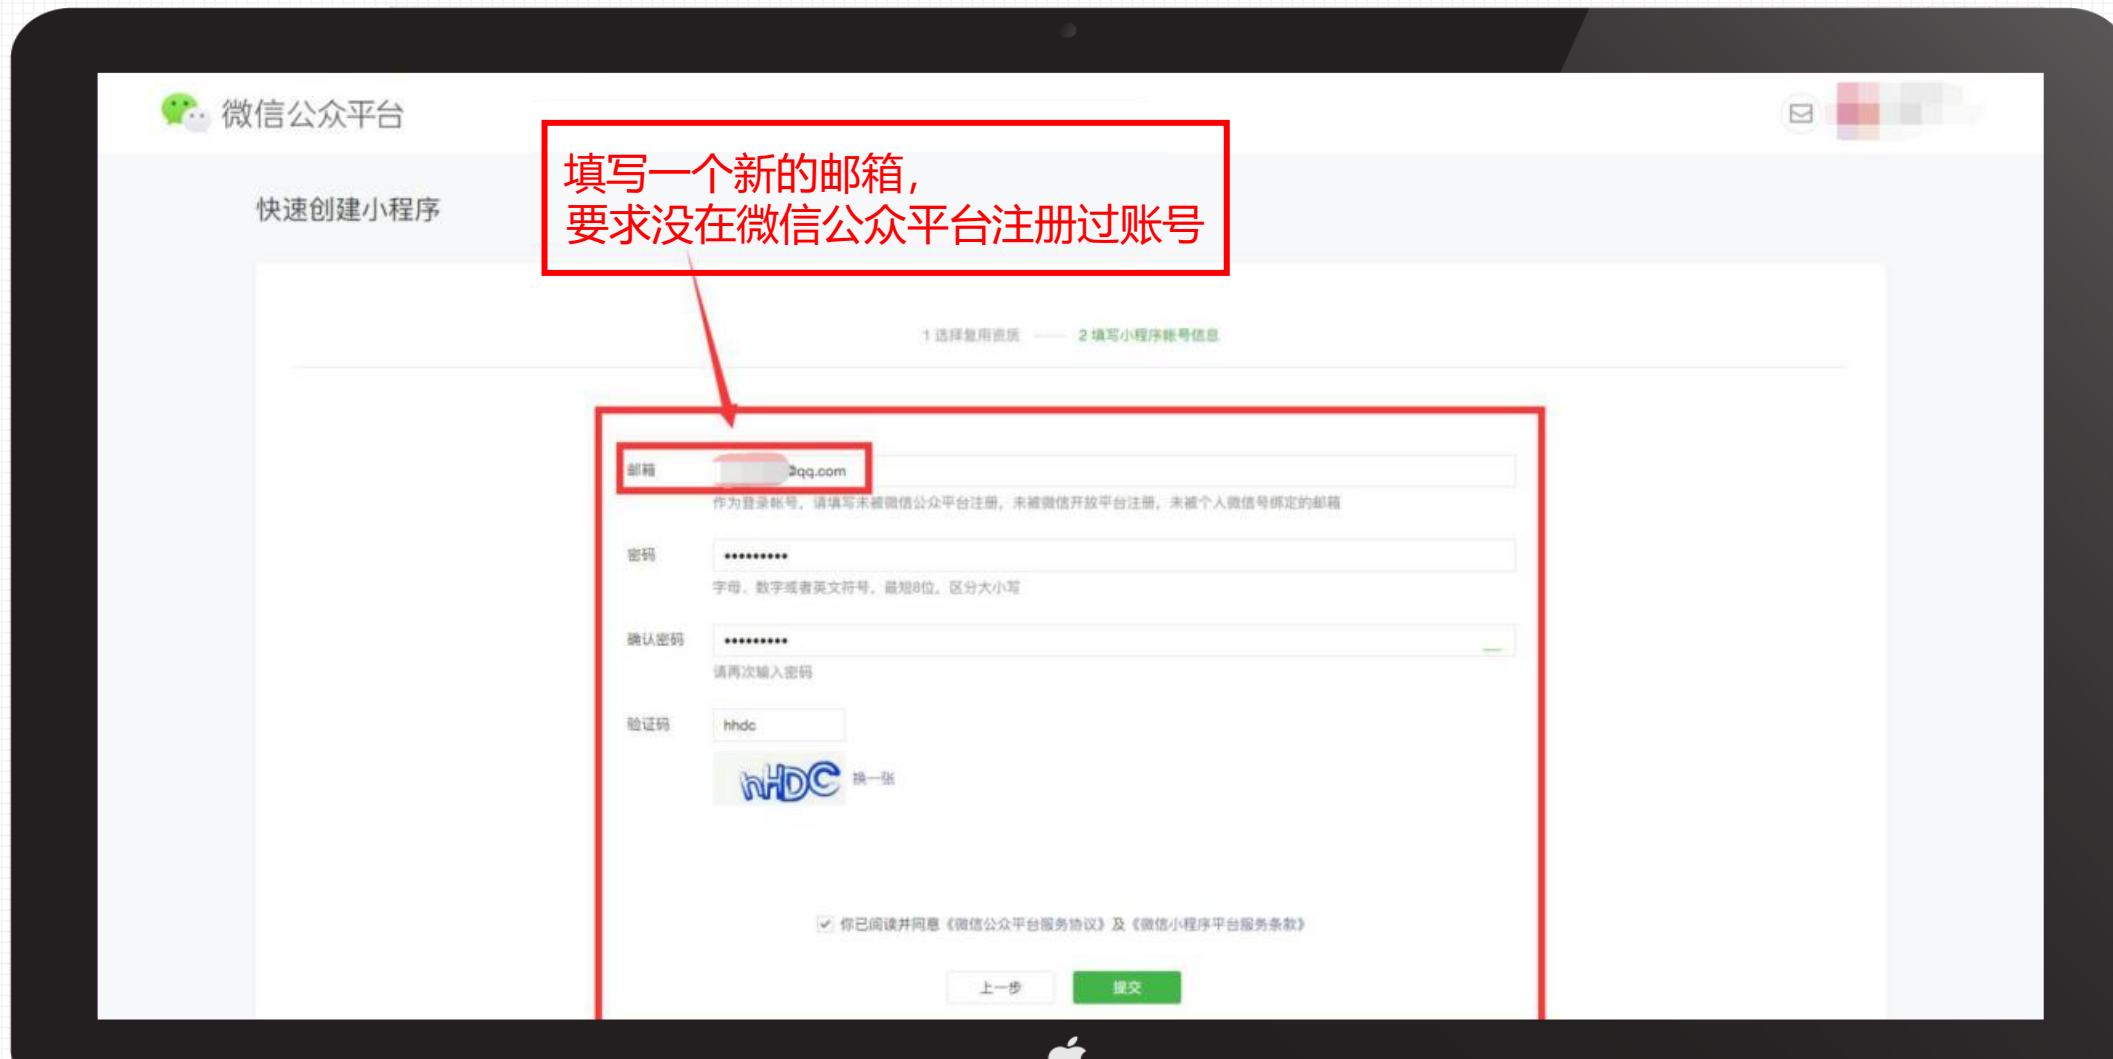 微信公众平台
填写一个新的邮箱，
要求没在微信公众平台注册过账号
快速创建小程序
1 选择复用资质 —— 2 填写小程序帐号信息
邮箱 @qq.com
作为登录帐号，请填写未被微信公众平台注册，未被微信开放平台注册，未被个人微信号绑定的邮箱
密码 •••••••••
字母、数字或者英文符号，最短8位，区分大小写
确认密码 •••••••••
请再次输入密码
验证码 hhdc
hHDC 换一张
你已阅读并同意《微信公众平台服务协议》及《微信小程序平台服务条款》
上一步 提交